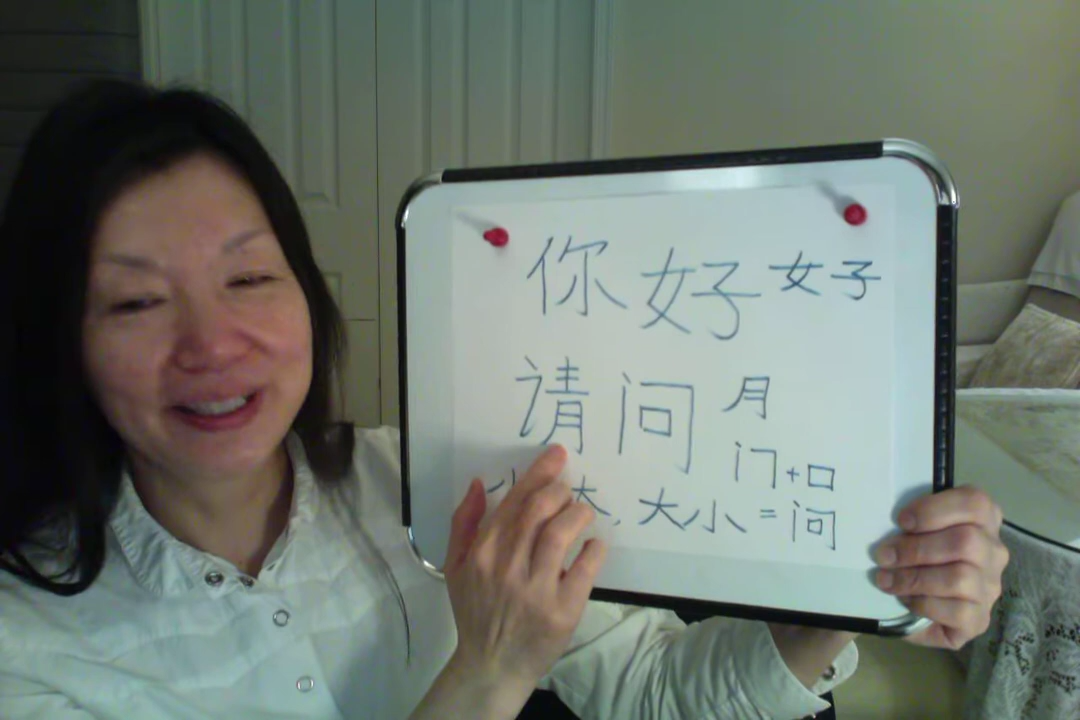 你好 女子
请问 月
门+口
大小 =问